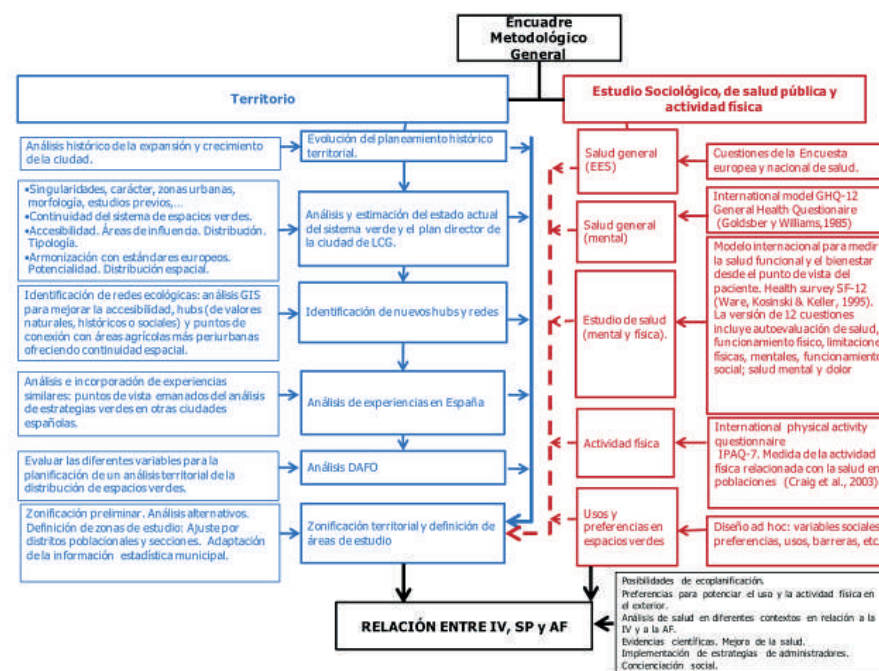 Encuadre
Metodológico
General
Territorio
Estudio Sociológico, de salud pública y
actividad física
Análisis histórico de la expansión y crecimiento
de la ciudad.
Evolución del planeamiento histórico
territorial.
•Singularidades, carácter, zonas urbanas,
morfología, estudios previos,...
•Continuidad del sistema de espacios verdes.
•Accesibilidad. Áreas de influencia. Distribución.
Tipología.
•Armonización con estándares europeos.
Potencialidad. Distribución espacial.
Análisis y estimación del estado actual
del sistema verde y el plan director de
la ciudad de LCG.
Identificación de redes ecológicas: análisis GIS
para mejorar la accesibilidad, hubs (de valores
naturales, históricos o sociales) y puntos de
conexión con áreas agrícolas más periurbanas
ofreciendo continuidad espacial.
Identificación de nuevos hubs y redes
Análisis e incorporación de experiencias
similares: puntos de vista emanados del análisis
de estrategias verdes en otras ciudades
españolas.
Análisis de experiencias en España
Evaluar las diferentes variables para la
planificación de un análisis territorial de la
distribución de espacios verdes.
Análisis DAFO
Zonificación preliminar. Análisis alternativos.
Definición de zonas de estudio: Ajuste por
distritos poblacionales y secciones. Adaptación
de la información estadística municipal.
Zonificación territorial y definición de
áreas de estudio
Salud general
(EES)
Cuestiones de la Encuesta
europea y nacional de salud.
Salud general
(mental)
International model GHQ-12
General Health Questionaire
(Goldsber y Williams,1985)
Estudio de salud
(mental y física).
Modelo internacional para medir
la salud funcional y el bienestar
desde el punto de vista del
paciente. Health survey SF-12
(Ware, Kosinski & Keller, 1995).
La versión de 12 cuestiones
incluye autoevaluación de salud,
funcionamiento físico, limitacione
físicas, mentales, funcionamiento
social; salud mental y dolor
Actividad física
International physical activity
questionnaire
IPAQ-7. Medida de la actividad
física relacionada con la salud en
poblaciones (Craig et al., 2003)
Usos y
preferencias en
espacios verdes
Diseño ad hoc: variables sociales
preferencias, usos, barreras, etc.
RELACIÓN ENTRE IV, SP y AF
Posibilidades de ecoplanificación.
Preferencias para potenciar el uso y la actividad física en
el exterior.
Análisis de salud en diferentes contextos en relación a la
IV y a la AF.
Evidencias científicas. Mejora de la salud.
Implementación de estrategias de administradores.
Concienciación social.